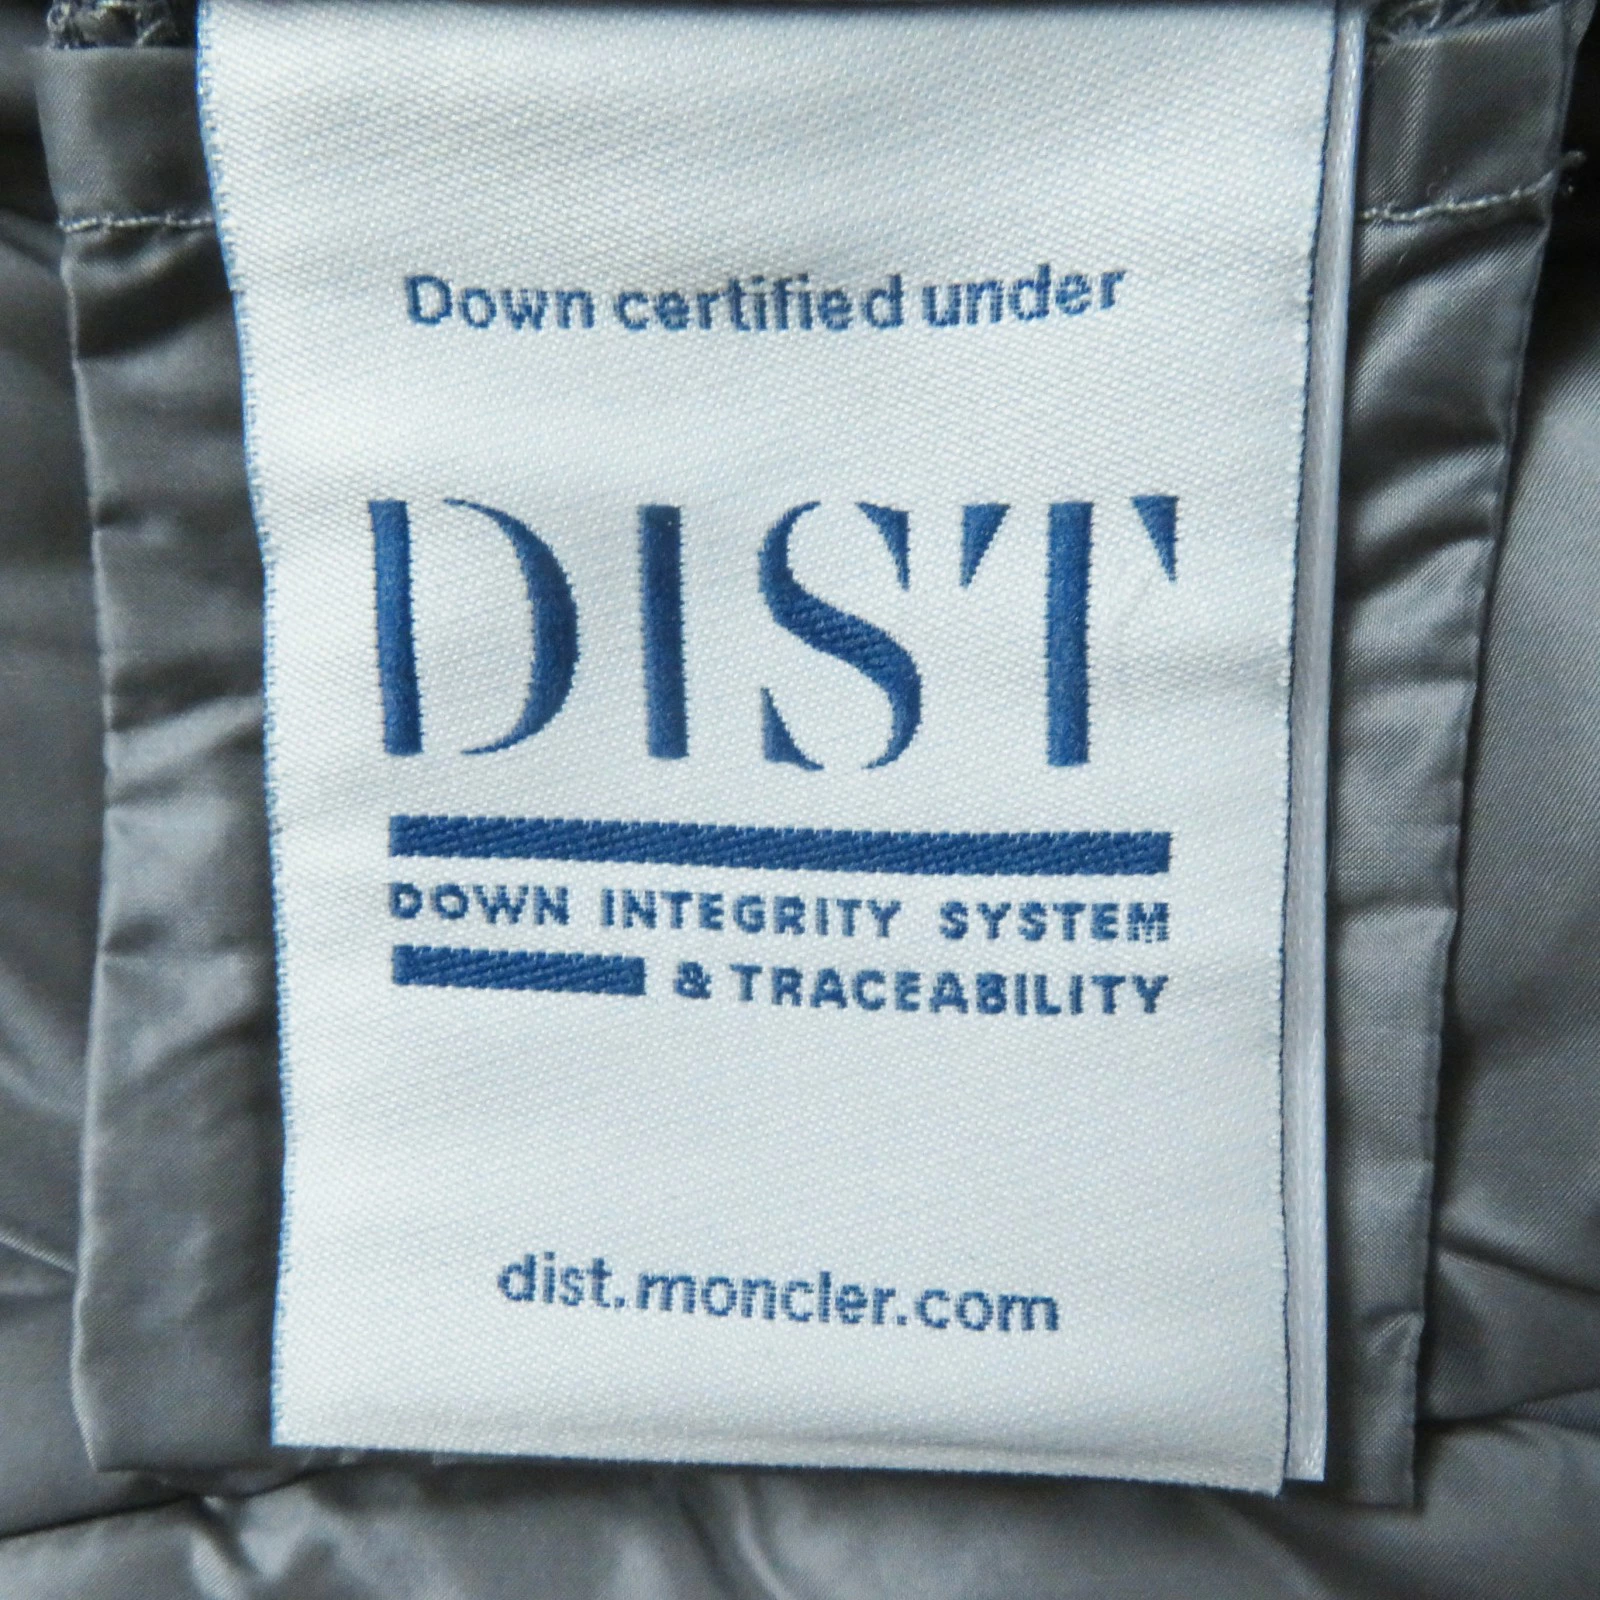 Down certified under
DIST
DOWN INTEGRITY SYSTEM
& TRACEABILITY
dist.moncler.com